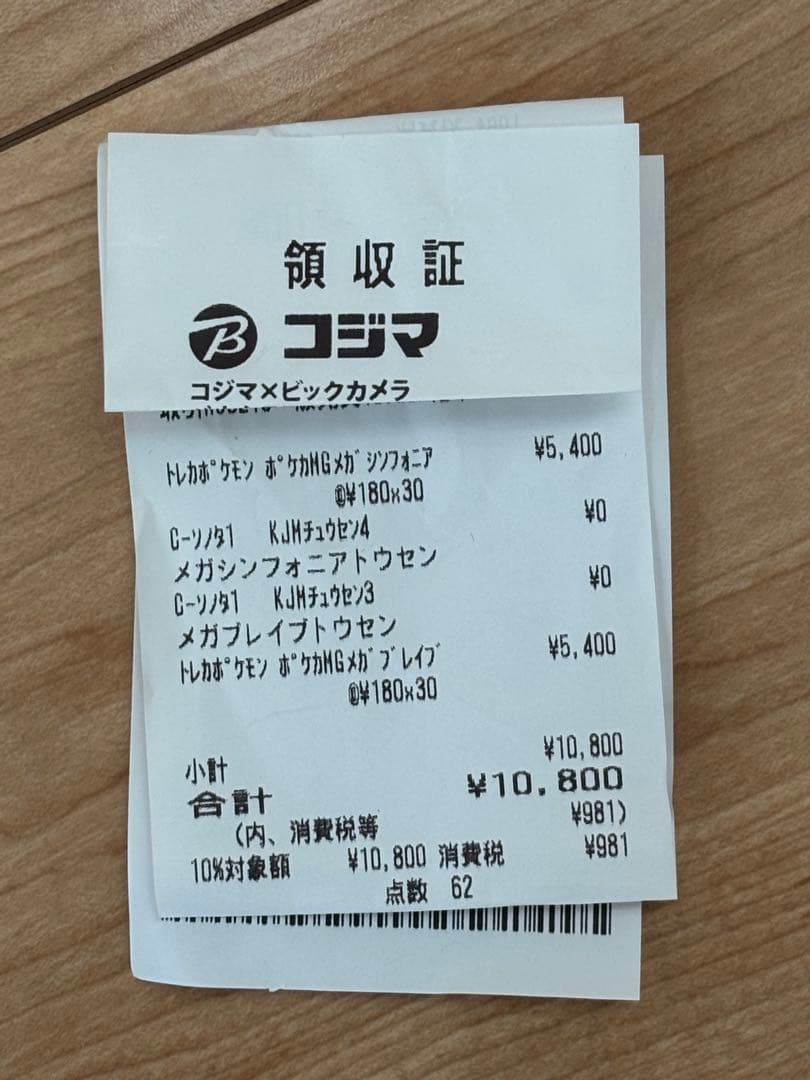 領収証
B コジマ
コジマ×ビックカメラ
トレカポケモン ポケカMGメガシンフォニア ¥5,400
@¥180x30
C-ソノタ1 KJMチュウセン4 ¥0
メガシンフォニアトウセン
C-ソノタ1 KJMチュウセン3 ¥0
メガブレイブトウセン
トレカポケモン ポケカMGメガブレイブ ¥5,400
@¥180x30
小計 ¥10,800
合計 ¥10,800
(内、消費税等 ¥981)
10%対象額 ¥10,800 消費税 ¥981
点数 62